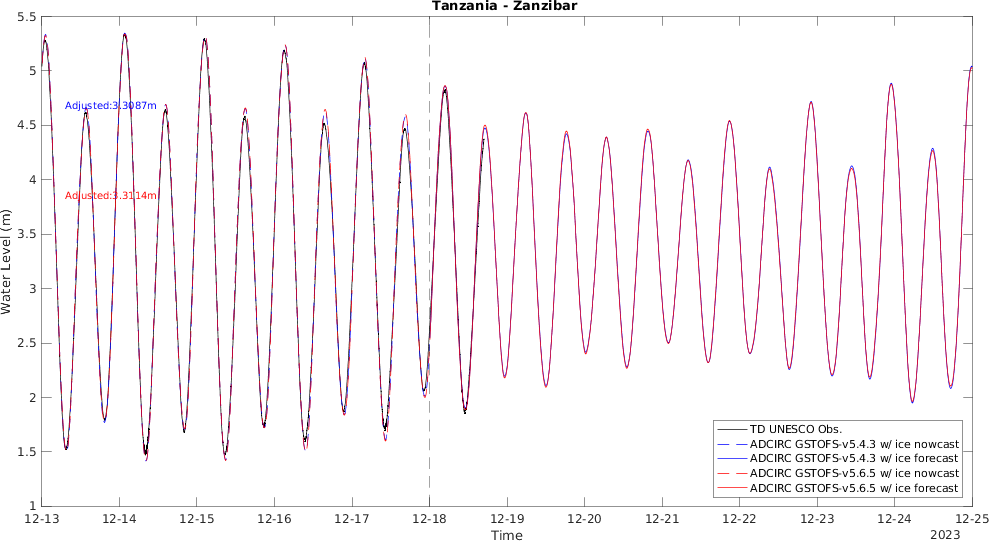 Tanzania - Zanzibar
5.5
5
4.5
4
3.5
3
2.5
2
1.5
1
Water Level (m)
Adjusted:3.3087m
Adjusted:3.3114m
TD UNESCO Obs.
ADCIRC GSTOFS-v5.4.3 w/ ice nowcast
ADCIRC GSTOFS-v5.4.3 w/ ice forecast
ADCIRC GSTOFS-v5.6.5 w/ ice nowcast
ADCIRC GSTOFS-v5.6.5 w/ ice forecast
12-13 12-14 12-15 12-16 12-17 12-18 12-19 12-20 12-21 12-22 12-23 12-24 12-25
Time
2023